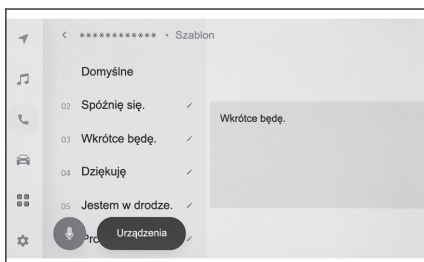 ************ • Szablon
Domyślne
02 Spóźnię się.
03 Wkrótce będę.
04 Dziękuję
05 Jestem w drodze.
Urządzenia
Wkrótce będę.